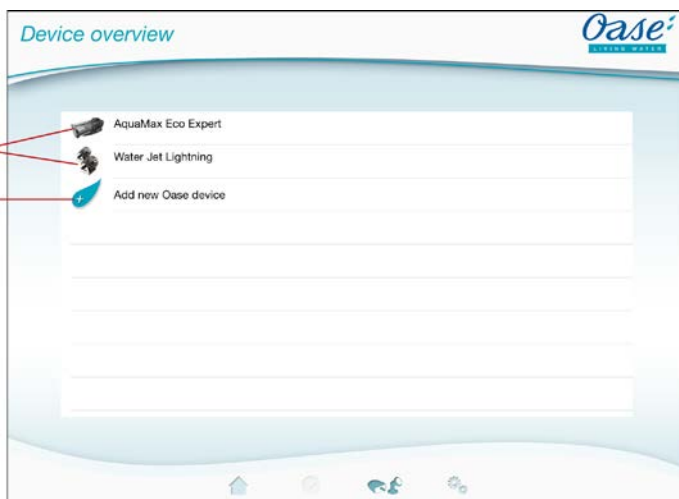 Device overview
Oase
LIVING WATER
AquaMax Eco Expert
Water Jet Lightning
Add new Oase device